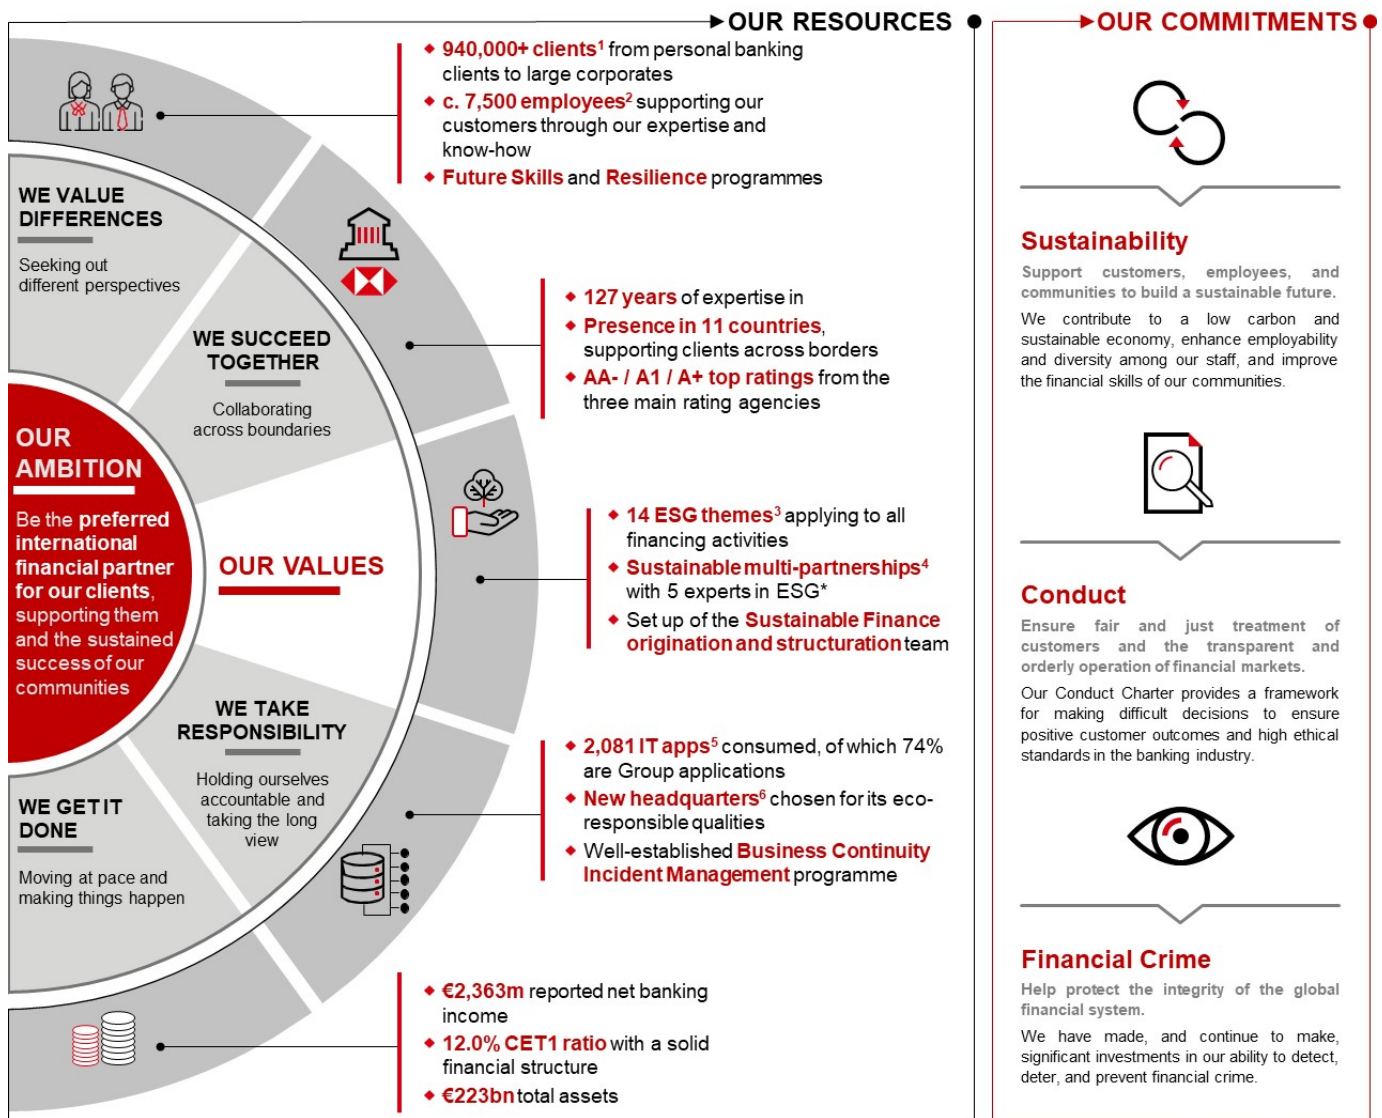 OUR RESOURCES
940,000+ clients¹ from personal banking
clients to large corporates
c. 7,500 employees² supporting our
customers through our expertise and
know-how
Future Skills and Resilience programmes
127 years of expertise in
Presence in 11 countries,
supporting clients across borders
AA- / A1 / A+ top ratings from the
three main rating agencies
14 ESG themes³ applying to all
financing activities
Sustainable multi-partnerships⁴
with 5 experts in ESG*
Set up of the Sustainable Finance
origination and structuration team
2,081 IT apps⁵ consumed, of which 74%
are Group applications
New headquarters⁶ chosen for its eco-
responsible qualities
Well-established Business Continuity
Incident Management programme
€2,363m reported net banking
income
12.0% CET1 ratio with a solid
financial structure
€223bn total assets
WE VALUE
DIFFERENCES
Seeking out
different perspectives
WE SUCCEED
TOGETHER
Collaborating
across boundaries
OUR
AMBITION
Be the preferred
international
financial partner
for our clients,
supporting them
and the sustained
success of our
communities
OUR VALUES
WE TAKE
RESPONSIBILITY
Holding ourselves
accountable and
taking the long
view
WE GET IT
DONE
Moving at pace and
making things happen
OUR COMMITMENTS
Sustainability
Support customers, employees, and
communities to build a sustainable future.
We contribute to a low carbon and
sustainable economy, enhance employability
and diversity among our staff, and improve
the financial skills of our communities.
Conduct
Ensure fair and just treatment of
customers and the transparent and
orderly operation of financial markets.
Our Conduct Charter provides a framework
for making difficult decisions to ensure
positive customer outcomes and high ethical
standards in the banking industry.
Financial Crime
Help protect the integrity of the global
financial system.
We have made, and continue to make,
significant investments in our ability to detect,
deter, and prevent financial crime.